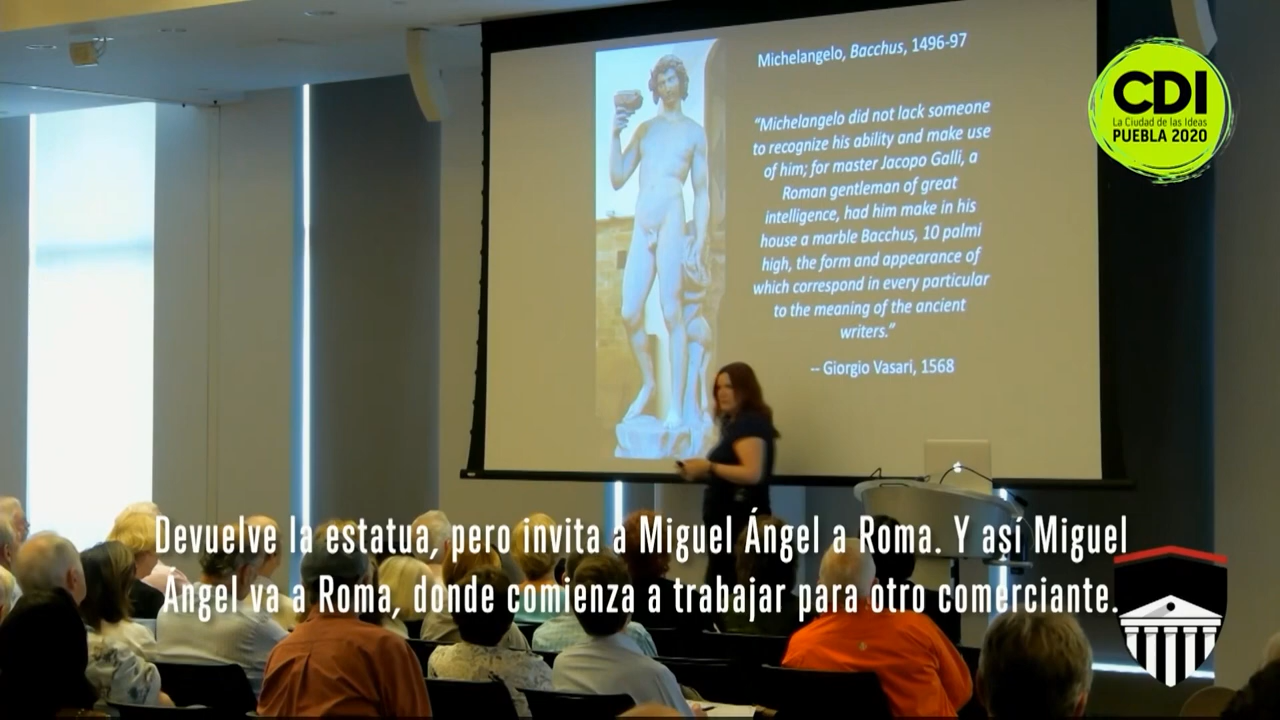 Michelangelo, Bacchus, 1496-97
“Michelangelo did not lack someone
to recognize his ability and make use
of him; for master Jacopo Galli, a
Roman gentleman of great
intelligence, had him make in his
house a marble Bacchus, 10 palmi
high, the form and appearance of
which correspond in every particular
to the meaning of the ancient
writers.”
-- Giorgio Vasari, 1568
CDI
La Ciudad de las Ideas
PUEBLA 2020
Devuelve la estatua, pero invita a Miguel Ángel a Roma. Y así Miguel
Ángel va a Roma, donde comienza a trabajar para otro comerciante.